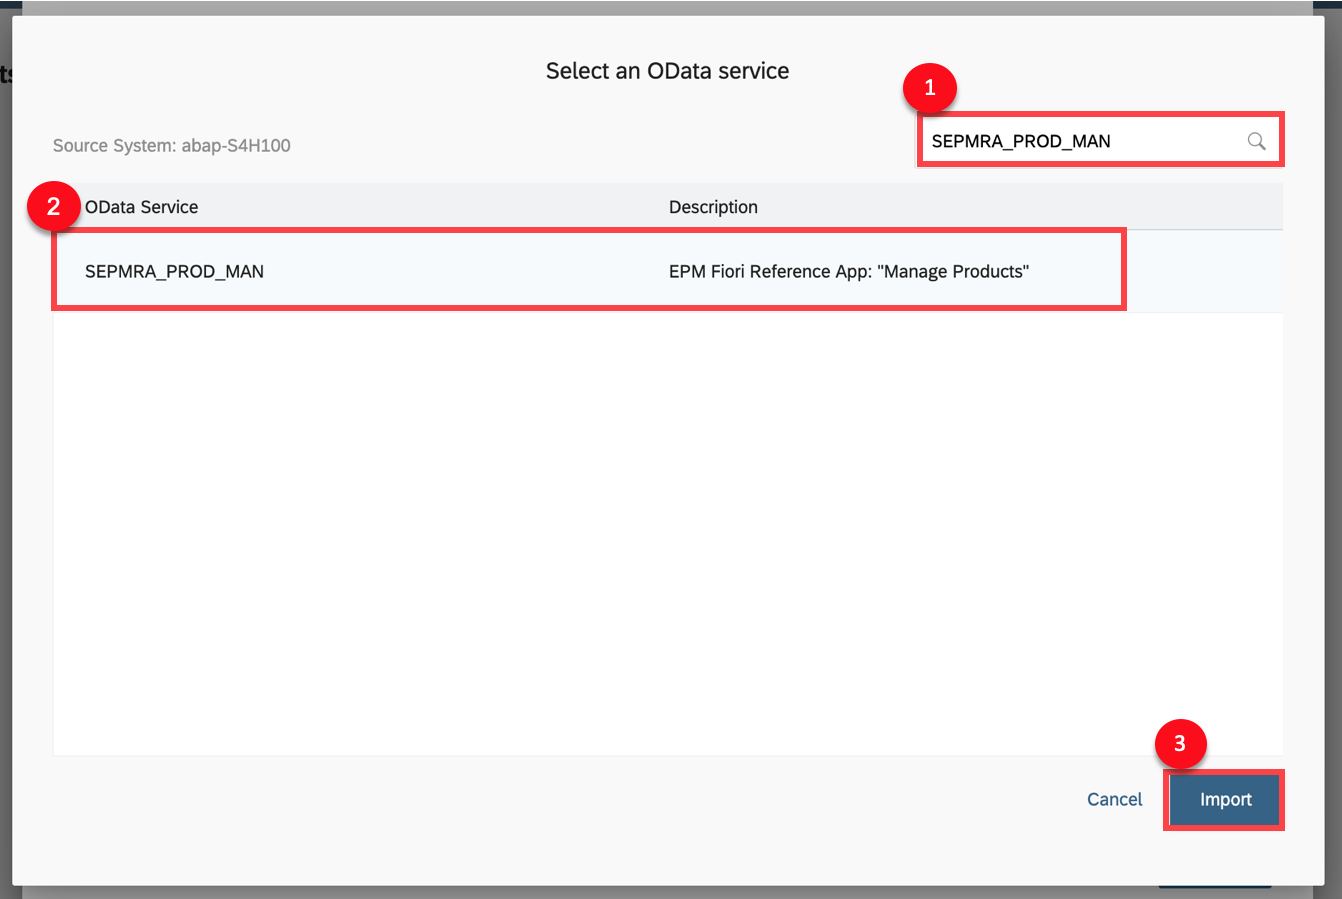 ts
Select an OData service
1
Source System: abap-S4H100
SEPMRA_PROD_MAN
2
OData Service Description
SEPMRA_PROD_MAN EPM Fiori Reference App: "Manage Products"
3
Cancel Import